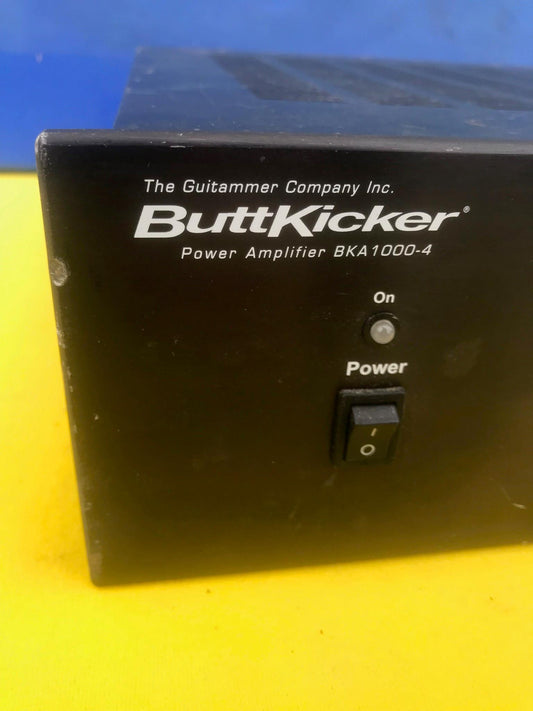 The Guitammer Company Inc.
ButtKicker®
Power Amplifier BKA1000-4
On
Power
I
O